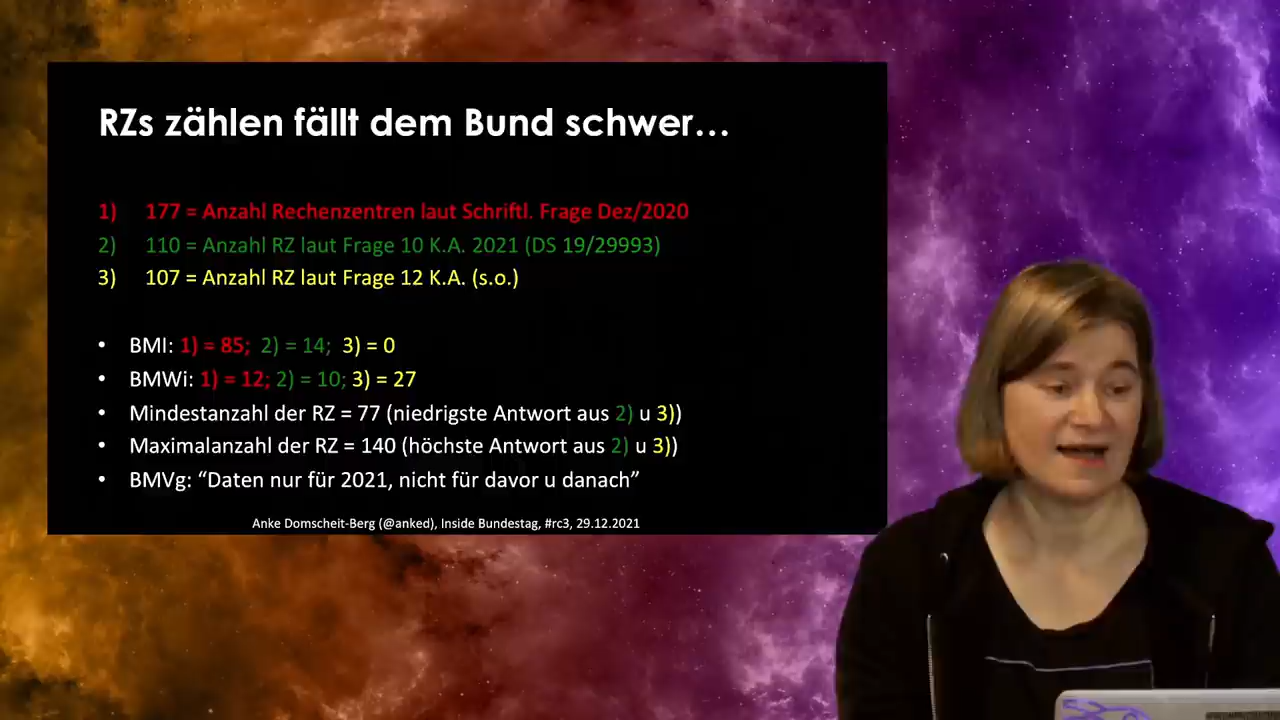 RZs zählen fällt dem Bund schwer…
1) 177 = Anzahl Rechenzentren laut Schriftl. Frage Dez/2020
2) 110 = Anzahl RZ laut Frage 10 K.A. 2021 (DS 19/29993)
3) 107 = Anzahl RZ laut Frage 12 K.A. (s.o.)
• BMI: 1) = 85; 2) = 14; 3) = 0
• BMWi: 1) = 12; 2) = 10; 3) = 27
• Mindestanzahl der RZ = 77 (niedrigste Antwort aus 2) u 3))
• Maximalanzahl der RZ = 140 (höchste Antwort aus 2) u 3))
• BMVg: “Daten nur für 2021, nicht für davor u danach”
Anke Domscheit-Berg (@anked), Inside Bundestag, #rc3, 29.12.2021